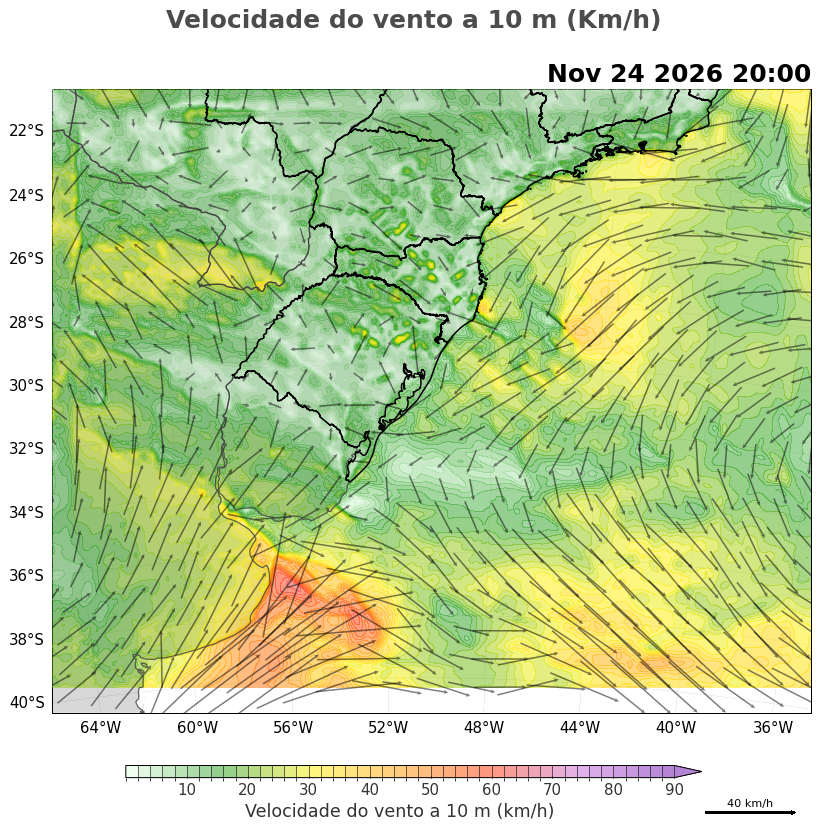 Velocidade do vento a 10 m (Km/h)
Nov 24 2026 20:00
22°S
24°S
26°S
28°S
30°S
32°S
34°S
36°S
38°S
40°S
64°W 60°W 56°W 52°W 48°W 44°W 40°W 36°W
10 20 30 40 50 60 70 80 90
Velocidade do vento a 10 m (km/h)
40 km/h